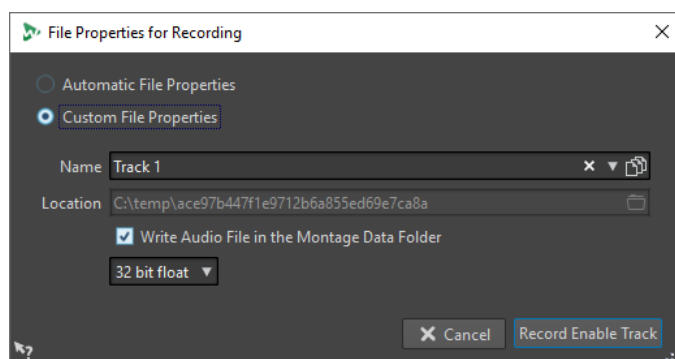 File Properties for Recording
Automatic File Properties
Custom File Properties
Name Track 1
Location C:\temp\ace97b447f1e9712b6a855ed69e7ca8a
Write Audio File in the Montage Data Folder
32 bit float
Cancel Record Enable Track